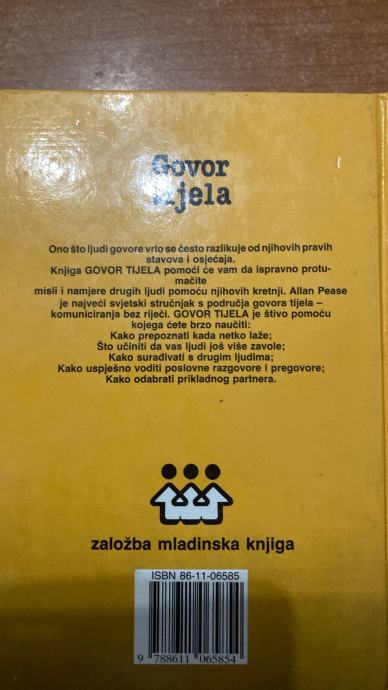 Govor
tijela
Ono što ljudi govore vrlo se često razlikuje od njihovih pravih
stavova i osjećaja.
Knjiga GOVOR TIJELA pomoći će vam da ispravno protu-
mačite
misli i namjere drugih ljudi pomoću njihovih kretnji. Allan Pease
je najveći svjetski stručnjak s područja govora tijela –
komuniciranja bez riječi. GOVOR TIJELA je štivo pomoću
kojega ćete brzo naučiti:
Kako prepoznati kada netko laže;
Što učiniti da vas ljudi još više zavole;
Kako surađivati s drugim ljudima;
Kako uspješno voditi poslovne razgovore i pregovore;
Kako odabrati prikladnog partnera.
založba mladinska knjiga
ISBN 86-11-06585
9 788611 065854